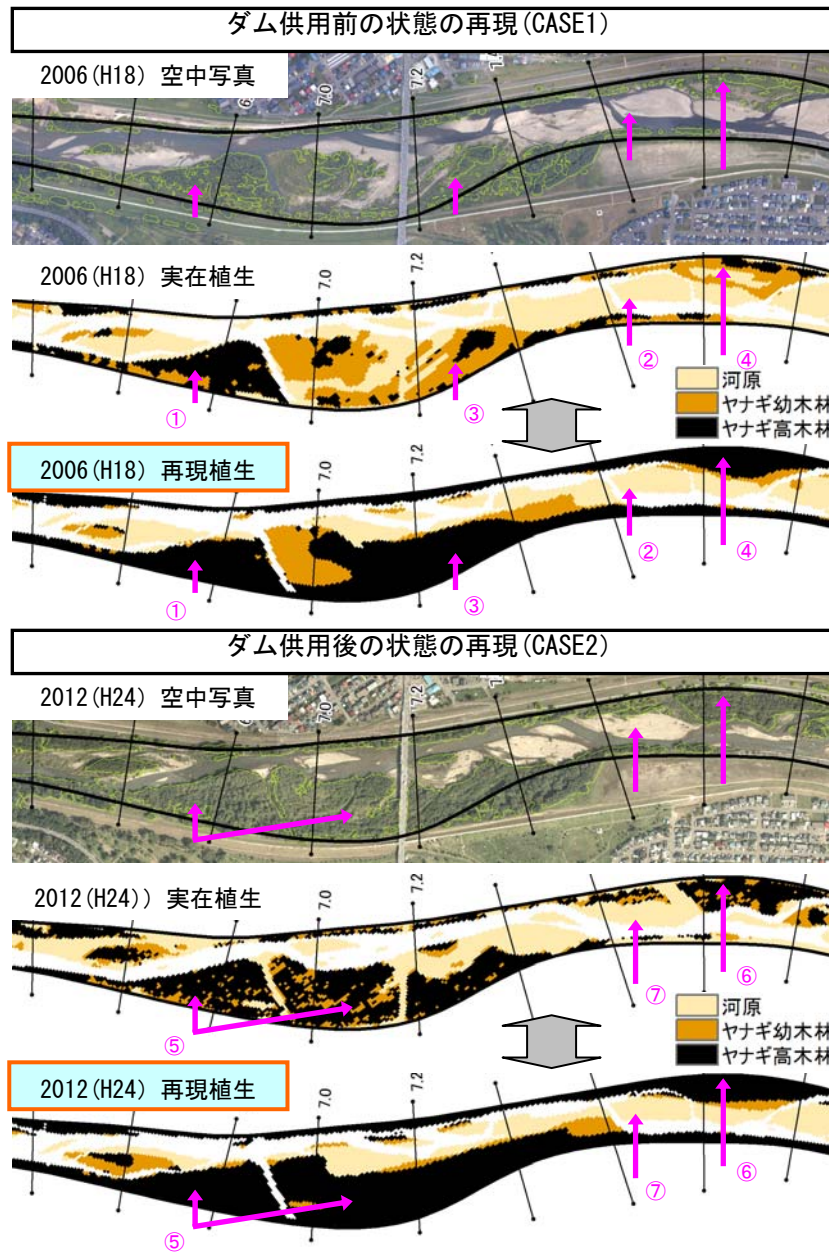 ダム供用前の状態の再現(CASE1)
2006(H18) 空中写真
7.0
7.2
2006(H18) 実在植生
7.0
7.2
①
③
②
④
河原
ヤナギ幼木林
ヤナギ高木林
2006(H18) 再現植生
7.0
7.2
①
③
②
④
ダム供用後の状態の再現(CASE2)
2012(H24) 空中写真
7.0
7.2
2012(H24)) 実在植生
7.0
7.2
⑤
⑦
⑥
河原
ヤナギ幼木林
ヤナギ高木林
2012(H24) 再現植生
7.0
7.2
⑤
⑦
⑥